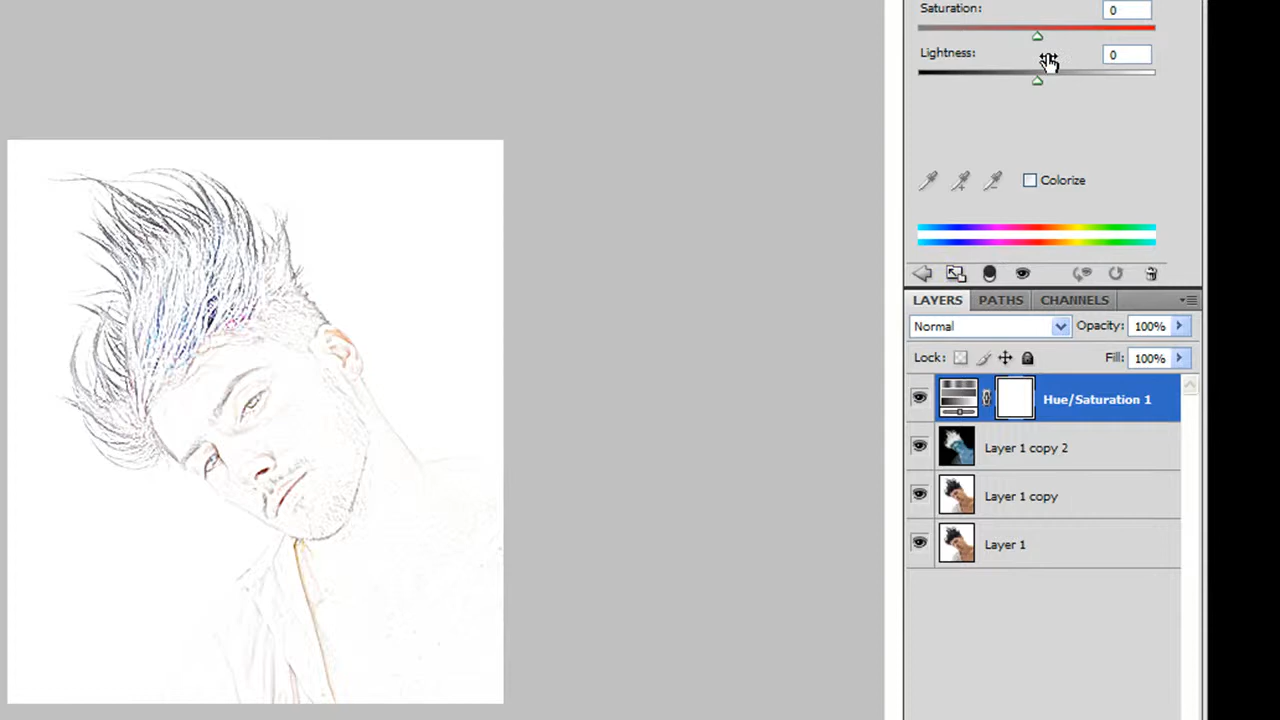 Saturation: 0
Lightness: 0
Colorize
LAYERS PATHS CHANNELS
Normal Opacity: 100%
Lock: Fill: 100%
Hue/Saturation 1
Layer 1 copy 2
Layer 1 copy
Layer 1